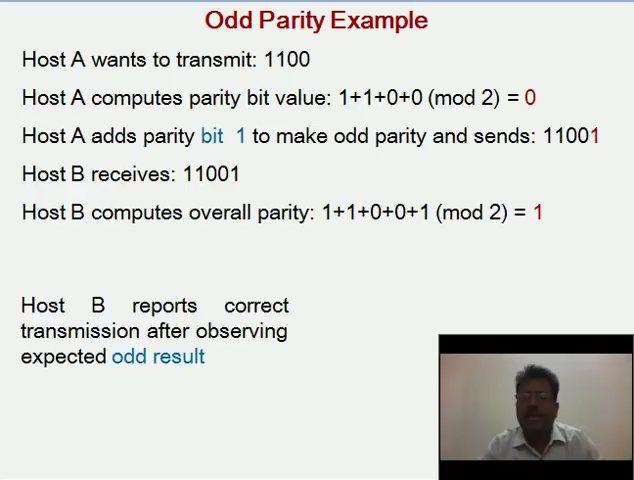 Odd Parity Example
Host A wants to transmit: 1100
Host A computes parity bit value: 1+1+0+0 (mod 2) = 0
Host A adds parity bit 1 to make odd parity and sends: 11001
Host B receives: 11001
Host B computes overall parity: 1+1+0+0+1 (mod 2) = 1
Host B reports correct
transmission after observing
expected odd result